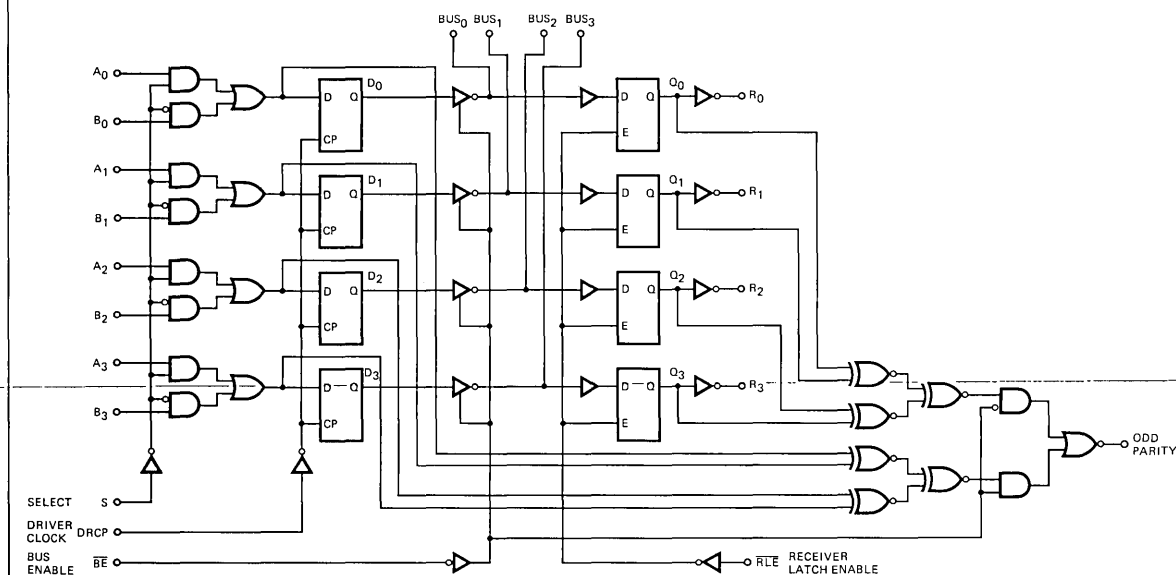 BUS0 BUS1 BUS2 BUS3
A0
B0
D Q D0
CP
D Q Q0
E
R0
A1
B1
D Q D1
CP
D Q Q1
E
R1
A2
B2
D Q D2
CP
D Q Q2
E
R2
A3
B3
D Q D3
CP
D Q Q3
E
R3
ODD
PARITY
SELECT S
DRIVER
CLOCK DRCP
BUS
ENABLE B̅E̅
R̅L̅E̅ RECEIVER
LATCH ENABLE